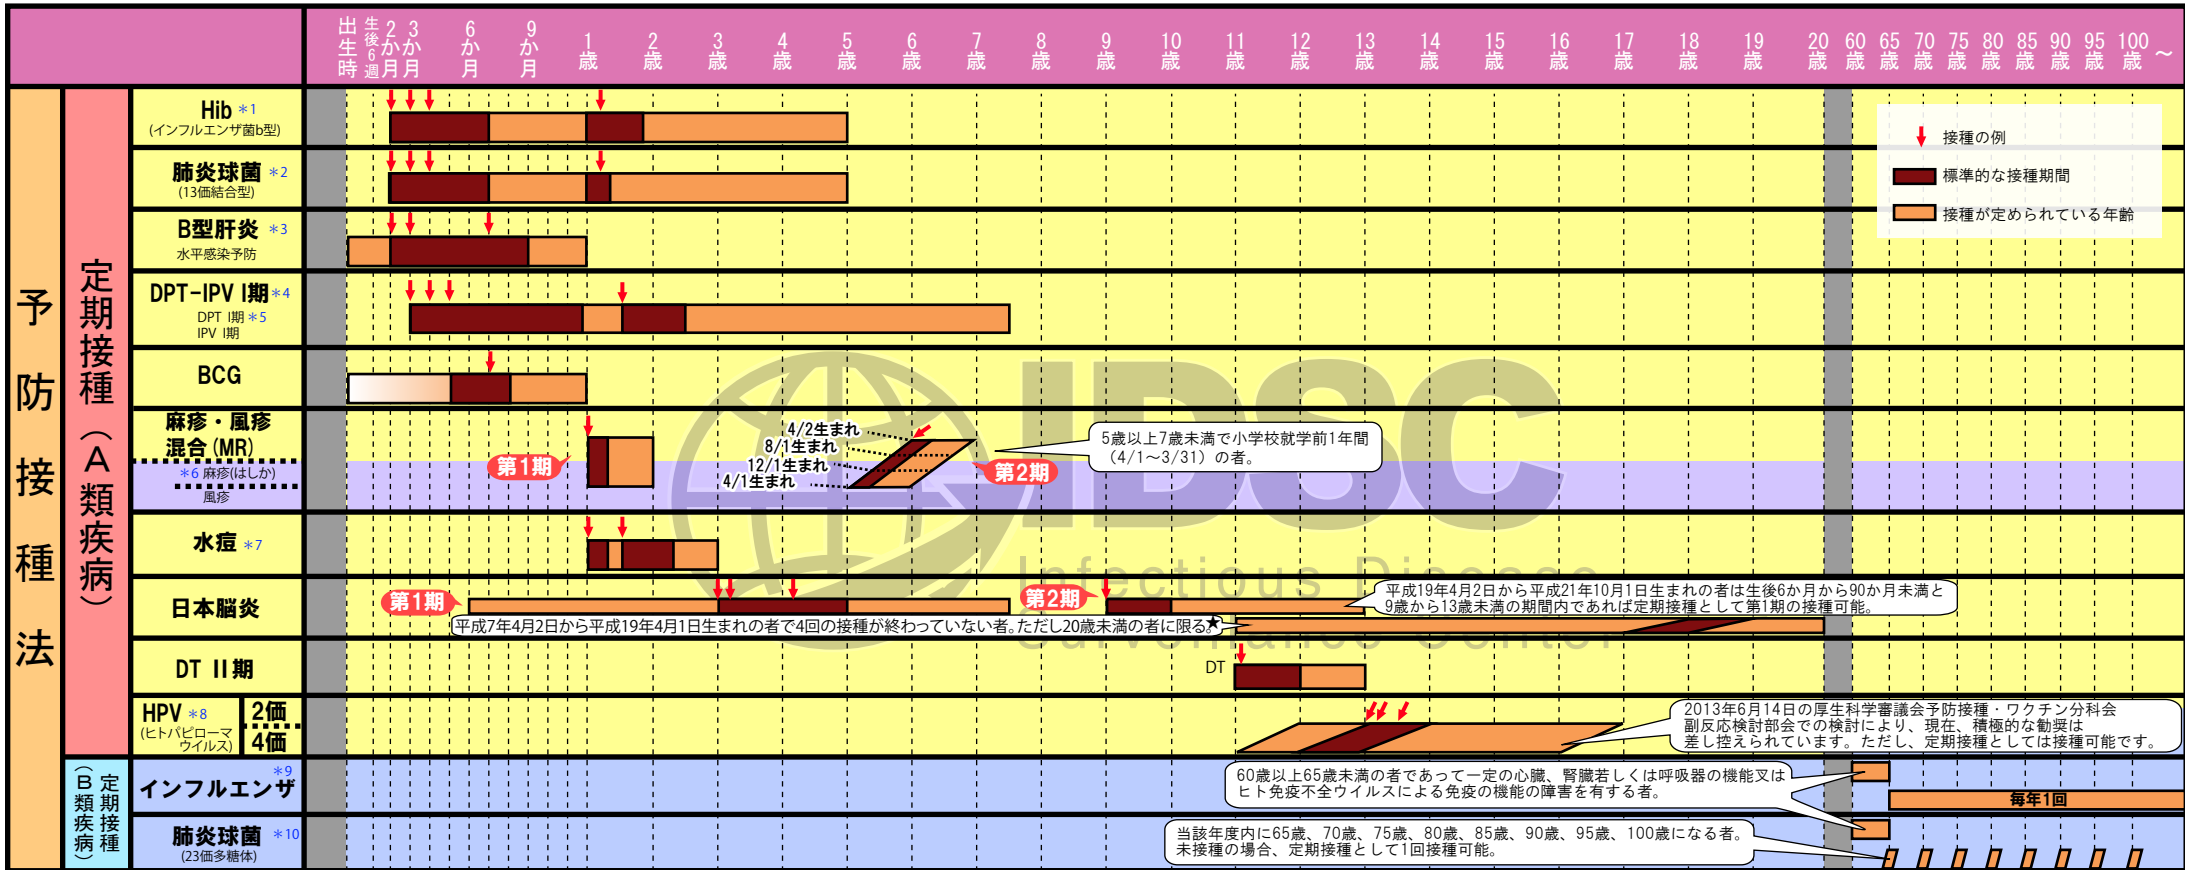 出生時 生後6週 2か月 3か月 6か月 9か月 1歳 2歳 3歳 4歳 5歳 6歳 7歳 8歳 9歳 10歳 11歳 12歳 13歳 14歳 15歳 16歳 17歳 18歳 19歳 20歳 60歳 65歳 70歳 75歳 80歳 85歳 90歳 95歳 100歳 ～
予防接種法
定期接種（A類疾病）
Hib *1
(インフルエンザ菌b型)
接種の例
標準的な接種期間
接種が定められている年齢
肺炎球菌 *2
(13価結合型)
B型肝炎 *3
水平感染予防
DPT-IPV I期*4
DPT I期*5
IPV I期
BCG
麻疹・風疹
混合(MR)
*6 麻疹(はしか)
風疹
第1期
4/2生まれ
8/1生まれ
12/1生まれ
4/1生まれ
第2期
5歳以上7歳未満で小学校就学前1年間
（4/1～3/31）の者。
水痘 *7
日本脳炎
第1期
第2期
平成19年4月2日から平成21年10月1日生まれの者は生後6か月から90か月未満と
9歳から13歳未満の期間内であれば定期接種として第1期の接種可能。
平成7年4月2日から平成19年4月1日生まれの者で4回の接種が終わっていない者。ただし20歳未満の者に限る。★
DT II期
DT
HPV *8
(ヒトパピローマ
ウイルス)
2価
4価
2013年6月14日の厚生科学審議会予防接種・ワクチン分科会
副反応検討部会での検討により、現在、積極的な勧奨は
差し控えられています。ただし、定期接種としては接種可能です。
定期接種
（B類疾病）
インフルエンザ *9
60歳以上65歳未満の者であって一定の心臓、腎臓若しくは呼吸器の機能又は
ヒト免疫不全ウイルスによる免疫の機能の障害を有する者。
毎年1回
肺炎球菌 *10
(23価多糖体)
当該年度内に65歳、70歳、75歳、80歳、85歳、90歳、95歳、100歳になる者。
未接種の場合、定期接種として1回接種可能。
IDSC
Infectious Disease
Surveillance Center